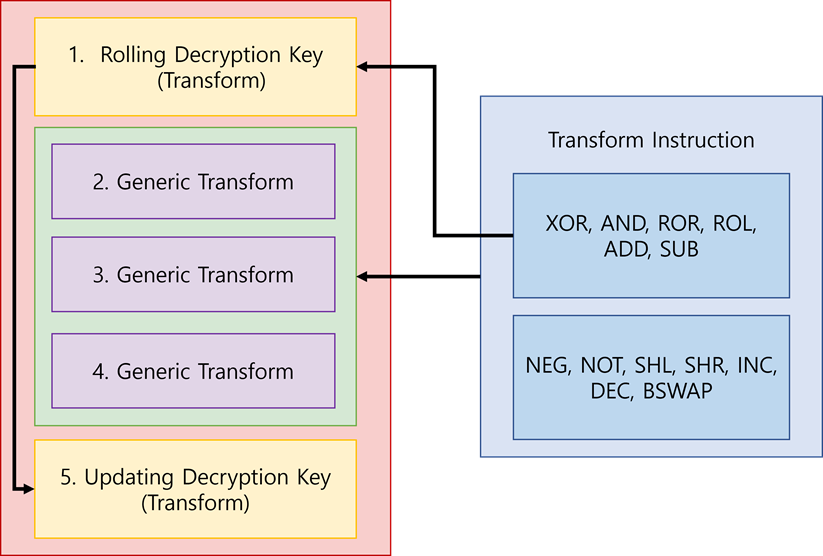 1. Rolling Decryption Key
(Transform)
2. Generic Transform
3. Generic Transform
4. Generic Transform
5. Updating Decryption Key
(Transform)
Transform Instruction
XOR, AND, ROR, ROL,
ADD, SUB
NEG, NOT, SHL, SHR, INC,
DEC, BSWAP